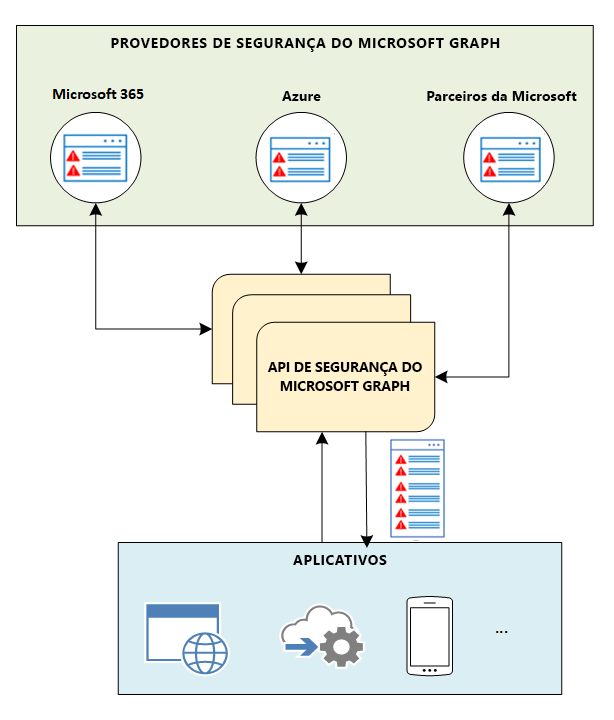 PROVEDORES DE SEGURANÇA DO MICROSOFT GRAPH
Microsoft 365
Azure
Parceiros da Microsoft
API DE SEGURANÇA DO
MICROSOFT GRAPH
APLICATIVOS
...